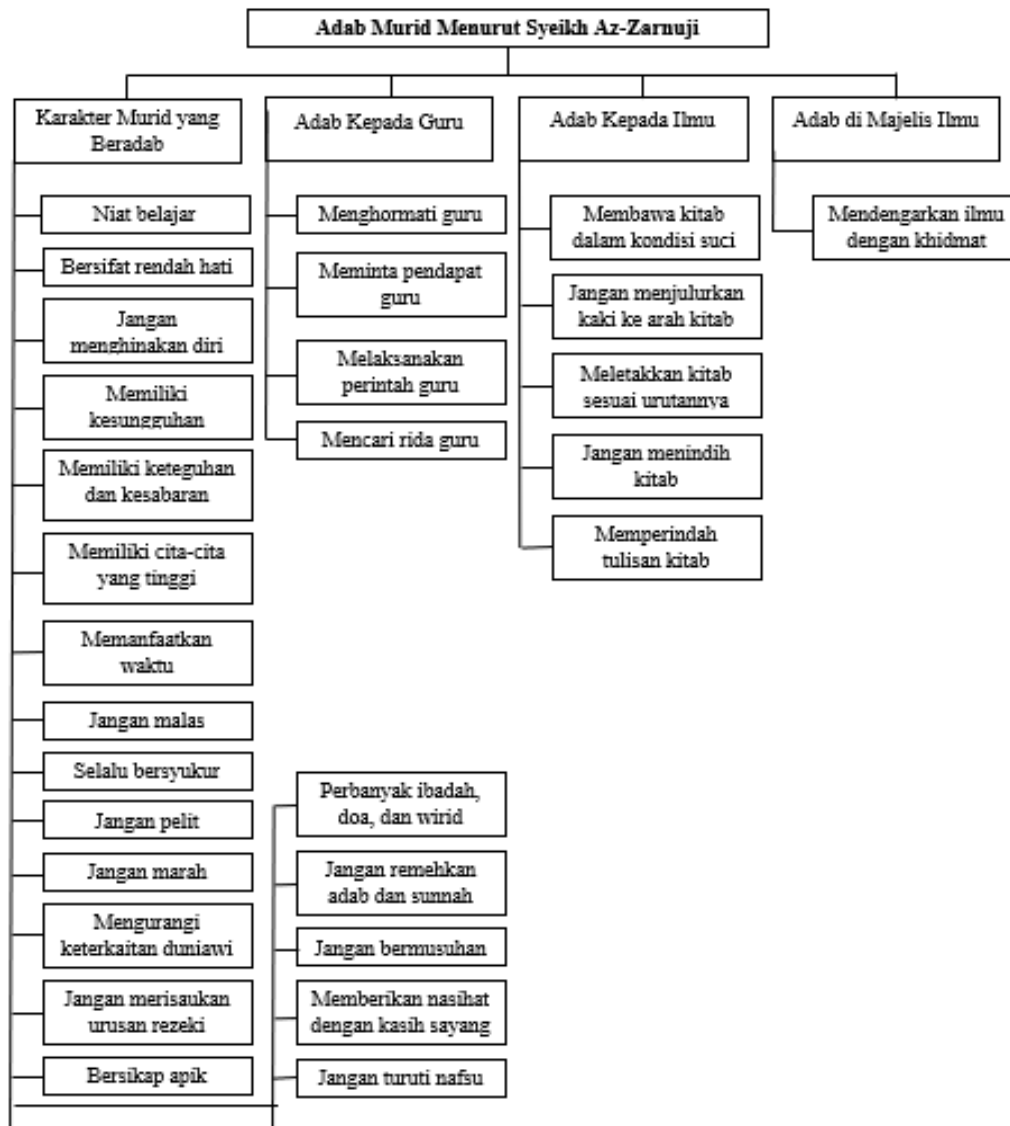 Adab Murid Menurut Syeikh Az-Zarnuji
Karakter Murid yang
Beradab
Niat belajar
Bersifat rendah hati
Jangan
menghinakan diri
Memiliki
kesungguhan
Memiliki keteguhan
dan kesabaran
Memiliki cita-cita
yang tinggi
Memanfaatkan
waktu
Jangan malas
Selalu bersyukur
Jangan pelit
Jangan marah
Mengurangi
keterkaitan duniawi
Jangan merisaukan
urusan rezeki
Bersikap apik
Perbanyak ibadah,
doa, dan wirid
Jangan remehkan
adab dan sunnah
Jangan bermusuhan
Memberikan nasihat
dengan kasih sayang
Jangan turuti nafsu
Adab Kepada Guru
Menghormati guru
Meminta pendapat
guru
Melaksanakan
perintah guru
Mencari rida guru
Adab Kepada Ilmu
Membawa kitab
dalam kondisi suci
Jangan menjulurkan
kaki ke arah kitab
Meletakkan kitab
sesuai urutannya
Jangan menindih
kitab
Memperindah
tulisan kitab
Adab di Majelis Ilmu
Mendengarkan ilmu
dengan khidmat